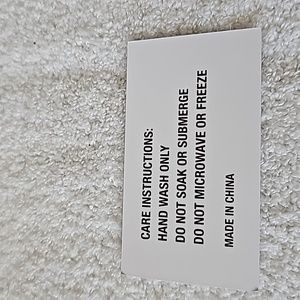 CARE INSTRUCTIONS:
HAND WASH ONLY
DO NOT SOAK OR SUBMERGE
DO NOT MICROWAVE OR FREEZE
MADE IN CHINA